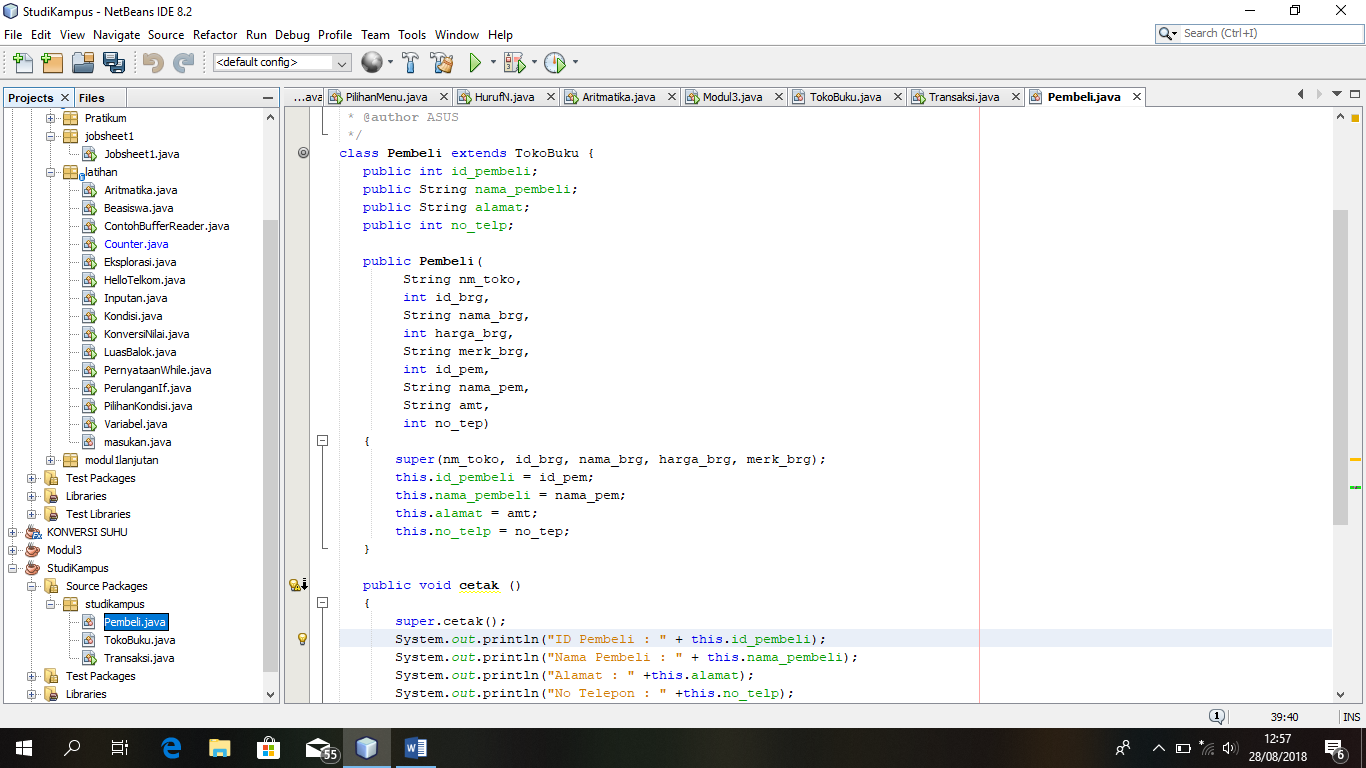 StudiKampus - NetBeans IDE 8.2
File Edit View Navigate Source Refactor Run Debug Profile Team Tools Window Help
Search (Ctrl+I)
<default config>
Projects Files
...ava PilihanMenu.java HurufN.java Aritmatika.java Modul3.java TokoBuku.java Transaksi.java Pembeli.java
Pratikum
jobsheet1
Jobsheet1.java
latihan
Aritmatika.java
Beasiswa.java
ContohBufferReader.java
Counter.java
Eksplorasi.java
HelloTelkom.java
Inputan.java
Kondisi.java
KonversiNilai.java
LuasBalok.java
PernyataanWhile.java
PerulanganIf.java
PilihanKondisi.java
Variabel.java
masukan.java
modul1lanjutan
Test Packages
Libraries
Test Libraries
KONVERSI SUHU
Modul3
StudiKampus
Source Packages
studikampus
Pembeli.java
TokoBuku.java
Transaksi.java
Test Packages
Libraries
* @author ASUS
*/
class Pembeli extends TokoBuku {
public int id_pembeli;
public String nama_pembeli;
public String alamat;
public int no_telp;
public Pembeli(
String nm_toko,
int id_brg,
String nama_brg,
int harga_brg,
String merk_brg,
int id_pem,
String nama_pem,
String amt,
int no_tep)
{
super(nm_toko, id_brg, nama_brg, harga_brg, merk_brg);
this.id_pembeli = id_pem;
this.nama_pembeli = nama_pem;
this.alamat = amt;
this.no_telp = no_tep;
}
public void cetak ()
{
super.cetak();
System.out.println("ID Pembeli : " + this.id_pembeli);
System.out.println("Nama Pembeli : " + this.nama_pembeli);
System.out.println("Alamat : " +this.alamat);
System.out.println("No Telepon : " +this.no_telp);
1
39:40 INS
55
12:57
28/08/2018
6